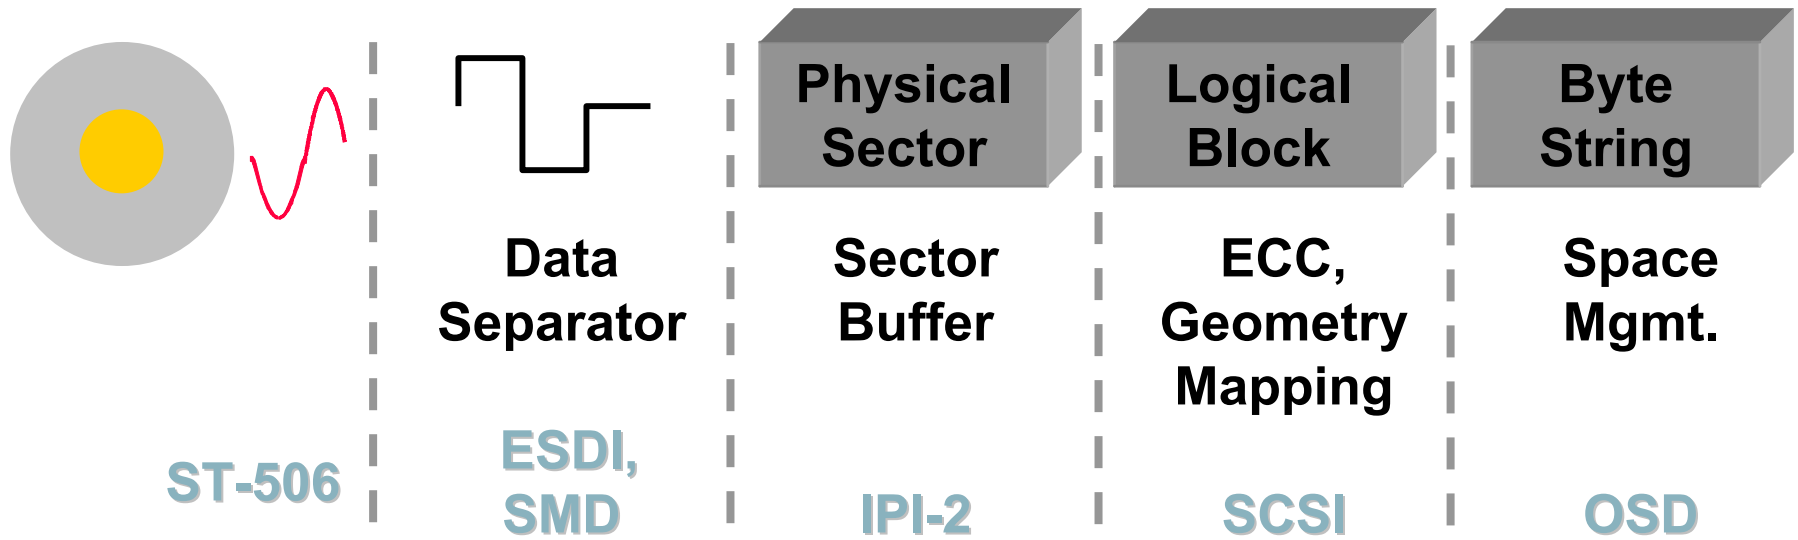 Physical
Sector
Logical
Block
Byte
String
Data
Separator
Sector
Buffer
ECC,
Geometry
Mapping
Space
Mgmt.
ST-506
ESDI,
SMD
IPI-2
SCSI
OSD